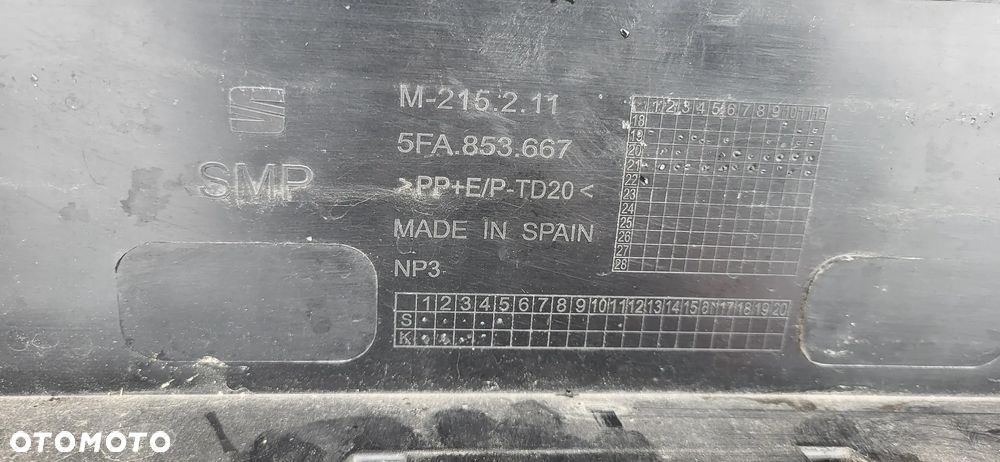 M-215.2.11
5FA.853.667
SMP
>PP+E/P-TD20<
MADE IN SPAIN
NP3
1 2 3 4 5 6 7 8 9 10 11 12
18
19
20
21
22
23
24
25
26
27
28
1 2 3 4 5 6 7 8 9 10 11 12 13 14 15 16 17 18 19 20
S
K
OTOMOTO